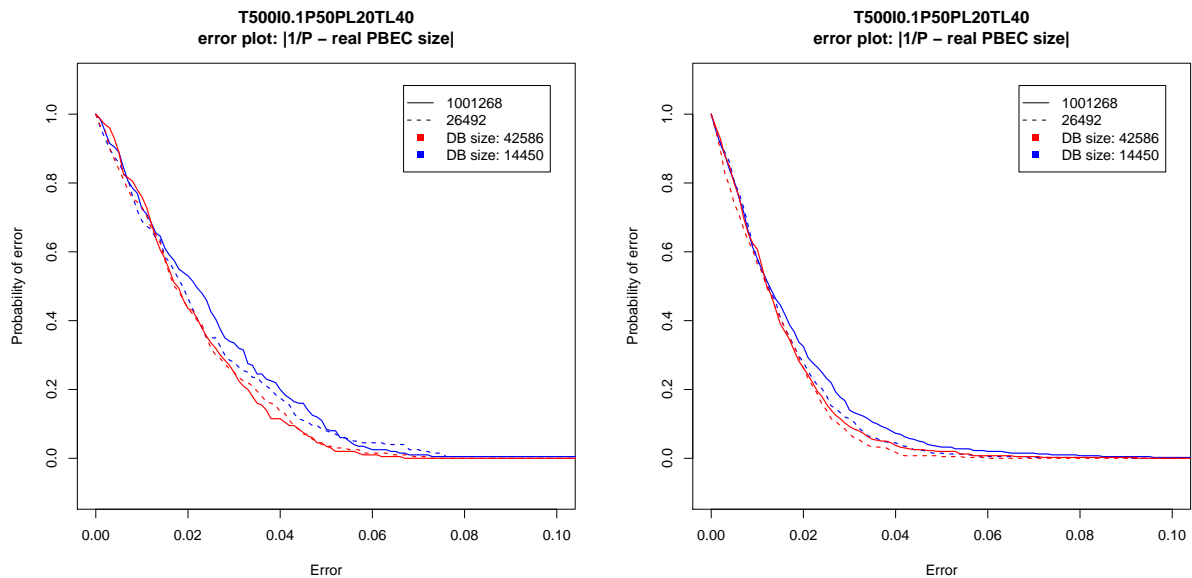 T500I0.1P50PL20TL40
error plot: |1/P − real PBEC size|
1001268
26492
DB size: 42586
DB size: 14450
Probability of error
1.0
0.8
0.6
0.4
0.2
0.0
0.00 0.02 0.04 0.06 0.08 0.10
Error
T500I0.1P50PL20TL40
error plot: |1/P − real PBEC size|
1001268
26492
DB size: 42586
DB size: 14450
Probability of error
1.0
0.8
0.6
0.4
0.2
0.0
0.00 0.02 0.04 0.06 0.08 0.10
Error